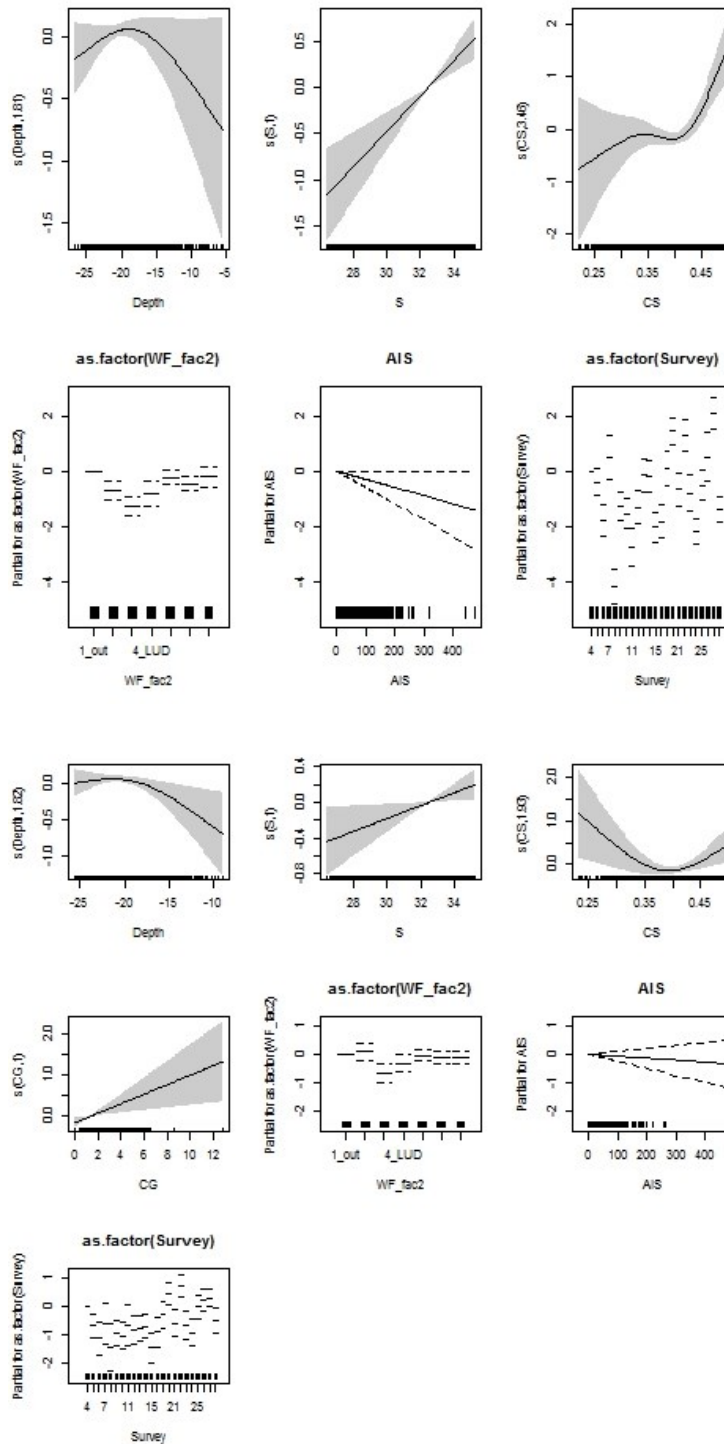 s(Depth,1.81)
0.0
-0.5
-1.0
-1.5
-25 -20 -15 -10 -5
Depth
s(S,1)
0.5
0.0
-0.5
-1.0
-1.5
28 30 32 34
S
s(CS,3.46)
2
1
0
-1
-2
0.25 0.35 0.45
CS
as.factor(WF_fac2)
Partial for as.factor(WF_fac2)
2
0
-2
-4
1_out 4_LUD
WF_fac2
AIS
Partial for AIS
2
0
-2
-4
0 100 200 300 400
AIS
as.factor(Survey)
Partial for as.factor(Survey)
2
0
-2
-4
4 7 11 15 21 25
Survey
s(Depth,1.82)
0.0
-0.5
-1.0
-25 -20 -15 -10
Depth
s(S,1)
0.4
0.0
-0.4
-0.8
28 30 32 34
S
s(CS,1.93)
2.0
1.0
0.0
0.25 0.35 0.45
CS
s(CG,1)
2.0
1.0
0.0
0 2 4 6 8 10 12
CG
as.factor(WF_fac2)
Partial for as.factor(WF_fac2)
1
0
-1
-2
1_out 4_LUD
WF_fac2
AIS
Partial for AIS
1
0
-1
-2
0 100 200 300 400
AIS
as.factor(Survey)
Partial for as.factor(Survey)
1
0
-1
-2
4 7 11 15 21 25
Survey